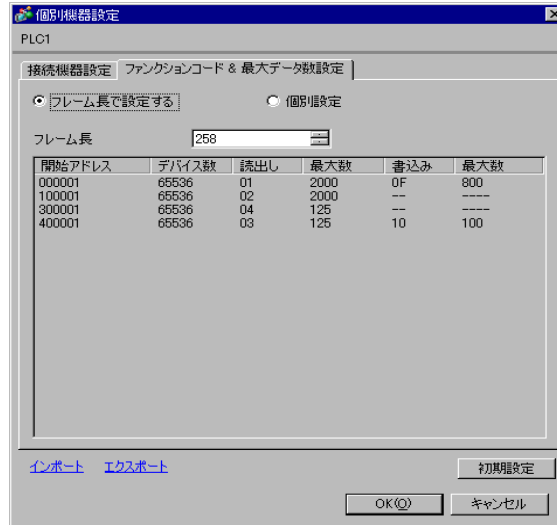 個別機器設定
PLC1
接続機器設定 ファンクションコード & 最大データ数設定
フレーム長で設定する 個別設定
フレーム長 258
開始アドレス デバイス数 読出し 最大数 書込み 最大数
000001 65536 01 2000 0F 800
100001 65536 02 2000 -- ----
300001 65536 04 125 -- ----
400001 65536 03 125 10 100
インポート エクスポート 初期設定
OK(O) キャンセル